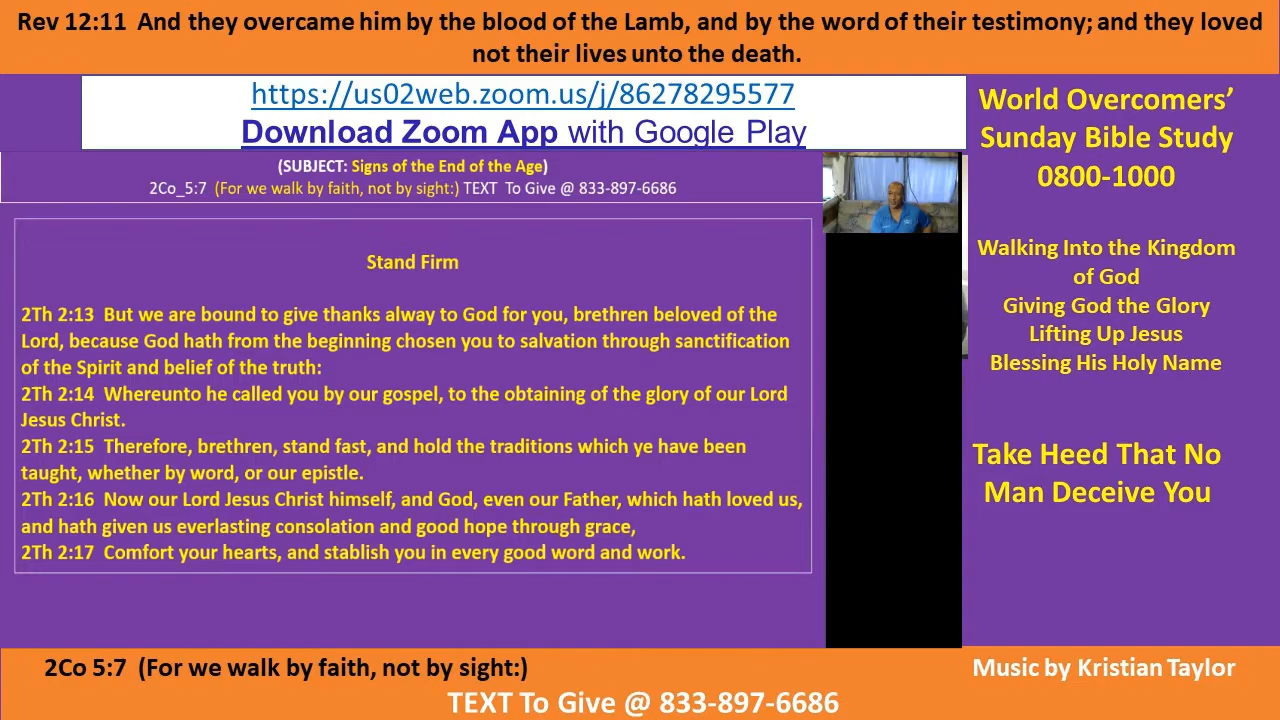 Rev 12:11  And they overcame him by the blood of the Lamb, and by the word of their testimony; and they loved
not their lives unto the death.
https://us02web.zoom.us/j/86278295577
Download Zoom App with Google Play
(SUBJECT: Signs of the End of the Age)
2Co_5:7  (For we walk by faith, not by sight:) TEXT  To Give @ 833-897-6686
Stand Firm
2Th 2:13  But we are bound to give thanks alway to God for you, brethren beloved of the
Lord, because God hath from the beginning chosen you to salvation through sanctification
of the Spirit and belief of the truth:
2Th 2:14  Whereunto he called you by our gospel, to the obtaining of the glory of our Lord
Jesus Christ.
2Th 2:15  Therefore, brethren, stand fast, and hold the traditions which ye have been
taught, whether by word, or our epistle.
2Th 2:16  Now our Lord Jesus Christ himself, and God, even our Father, which hath loved us,
and hath given us everlasting consolation and good hope through grace,
2Th 2:17  Comfort your hearts, and stablish you in every good word and work.
World Overcomers’
Sunday Bible Study
0800-1000
Walking Into the Kingdom
of God
Giving God the Glory
Lifting Up Jesus
Blessing His Holy Name
Take Heed That No
Man Deceive You
2Co 5:7  (For we walk by faith, not by sight:)
Music by Kristian Taylor
TEXT To Give @ 833-897-6686